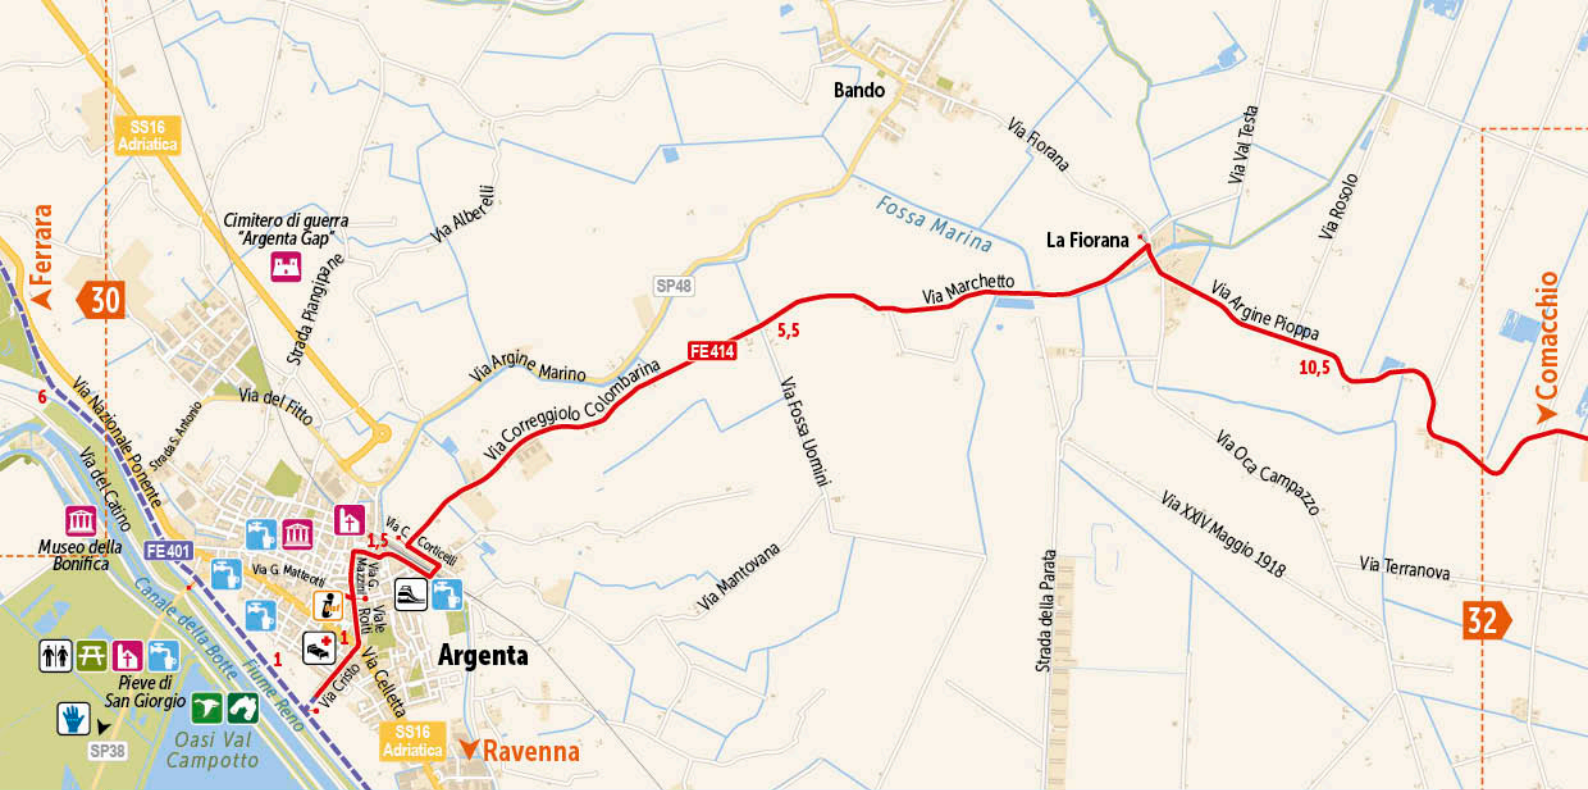 Bando
SS16
Adriatica
Via Fiorana
Via Val Testa
Via Rosolo
Via Alberelli
Cimitero di guerra
"Argenta Gap"
Fossa Marina
La Fiorana
Ferrara
30
Strada Piangipane
SP48
Via Marchetto
Via Argine Pioppa
Comacchio
5,5
FE414
10,5
Via Argine Marino
Via Correggiolo Colombarina
6
Via Nazionale Ponente
Via del Fitto
Strada S. Antonio
Via Fossa Uomini
Via del Catino
Via Oca Campazzo
Via XXIV Maggio 1918
Museo della
Bonifica
FE401
1,5
Via C. Corticelli
Via G. Matteotti
Via G.
Mazzini
Via Mantovana
Strada della Parata
Via Terranova
Canale della Botte
Viale
Roiti
32
1
1
Argenta
Via Cristo
Via Celletta
Pieve di
San Giorgio
Fiume Reno
SP38
Oasi Val
Campotto
SS16
Adriatica
Ravenna